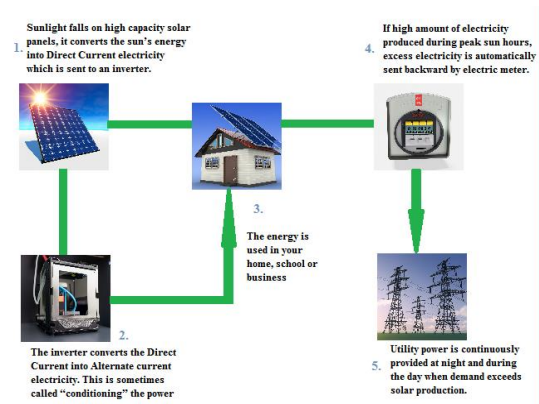 1.
Sunlight falls on high capacity solar
panels, it converts the sun's energy
into Direct Current electricity
which is sent to an inverter.
2.
The inverter converts the Direct
Current into Alternate current
electricity. This is sometimes
called “conditioning” the power
3.
The energy is
used in your
home, school or
business
4.
If high amount of electricity
produced during peak sun hours,
excess electricity is automatically
sent backward by electric meter.
5.
Utility power is continuously
provided at night and during
the day when demand exceeds
solar production.